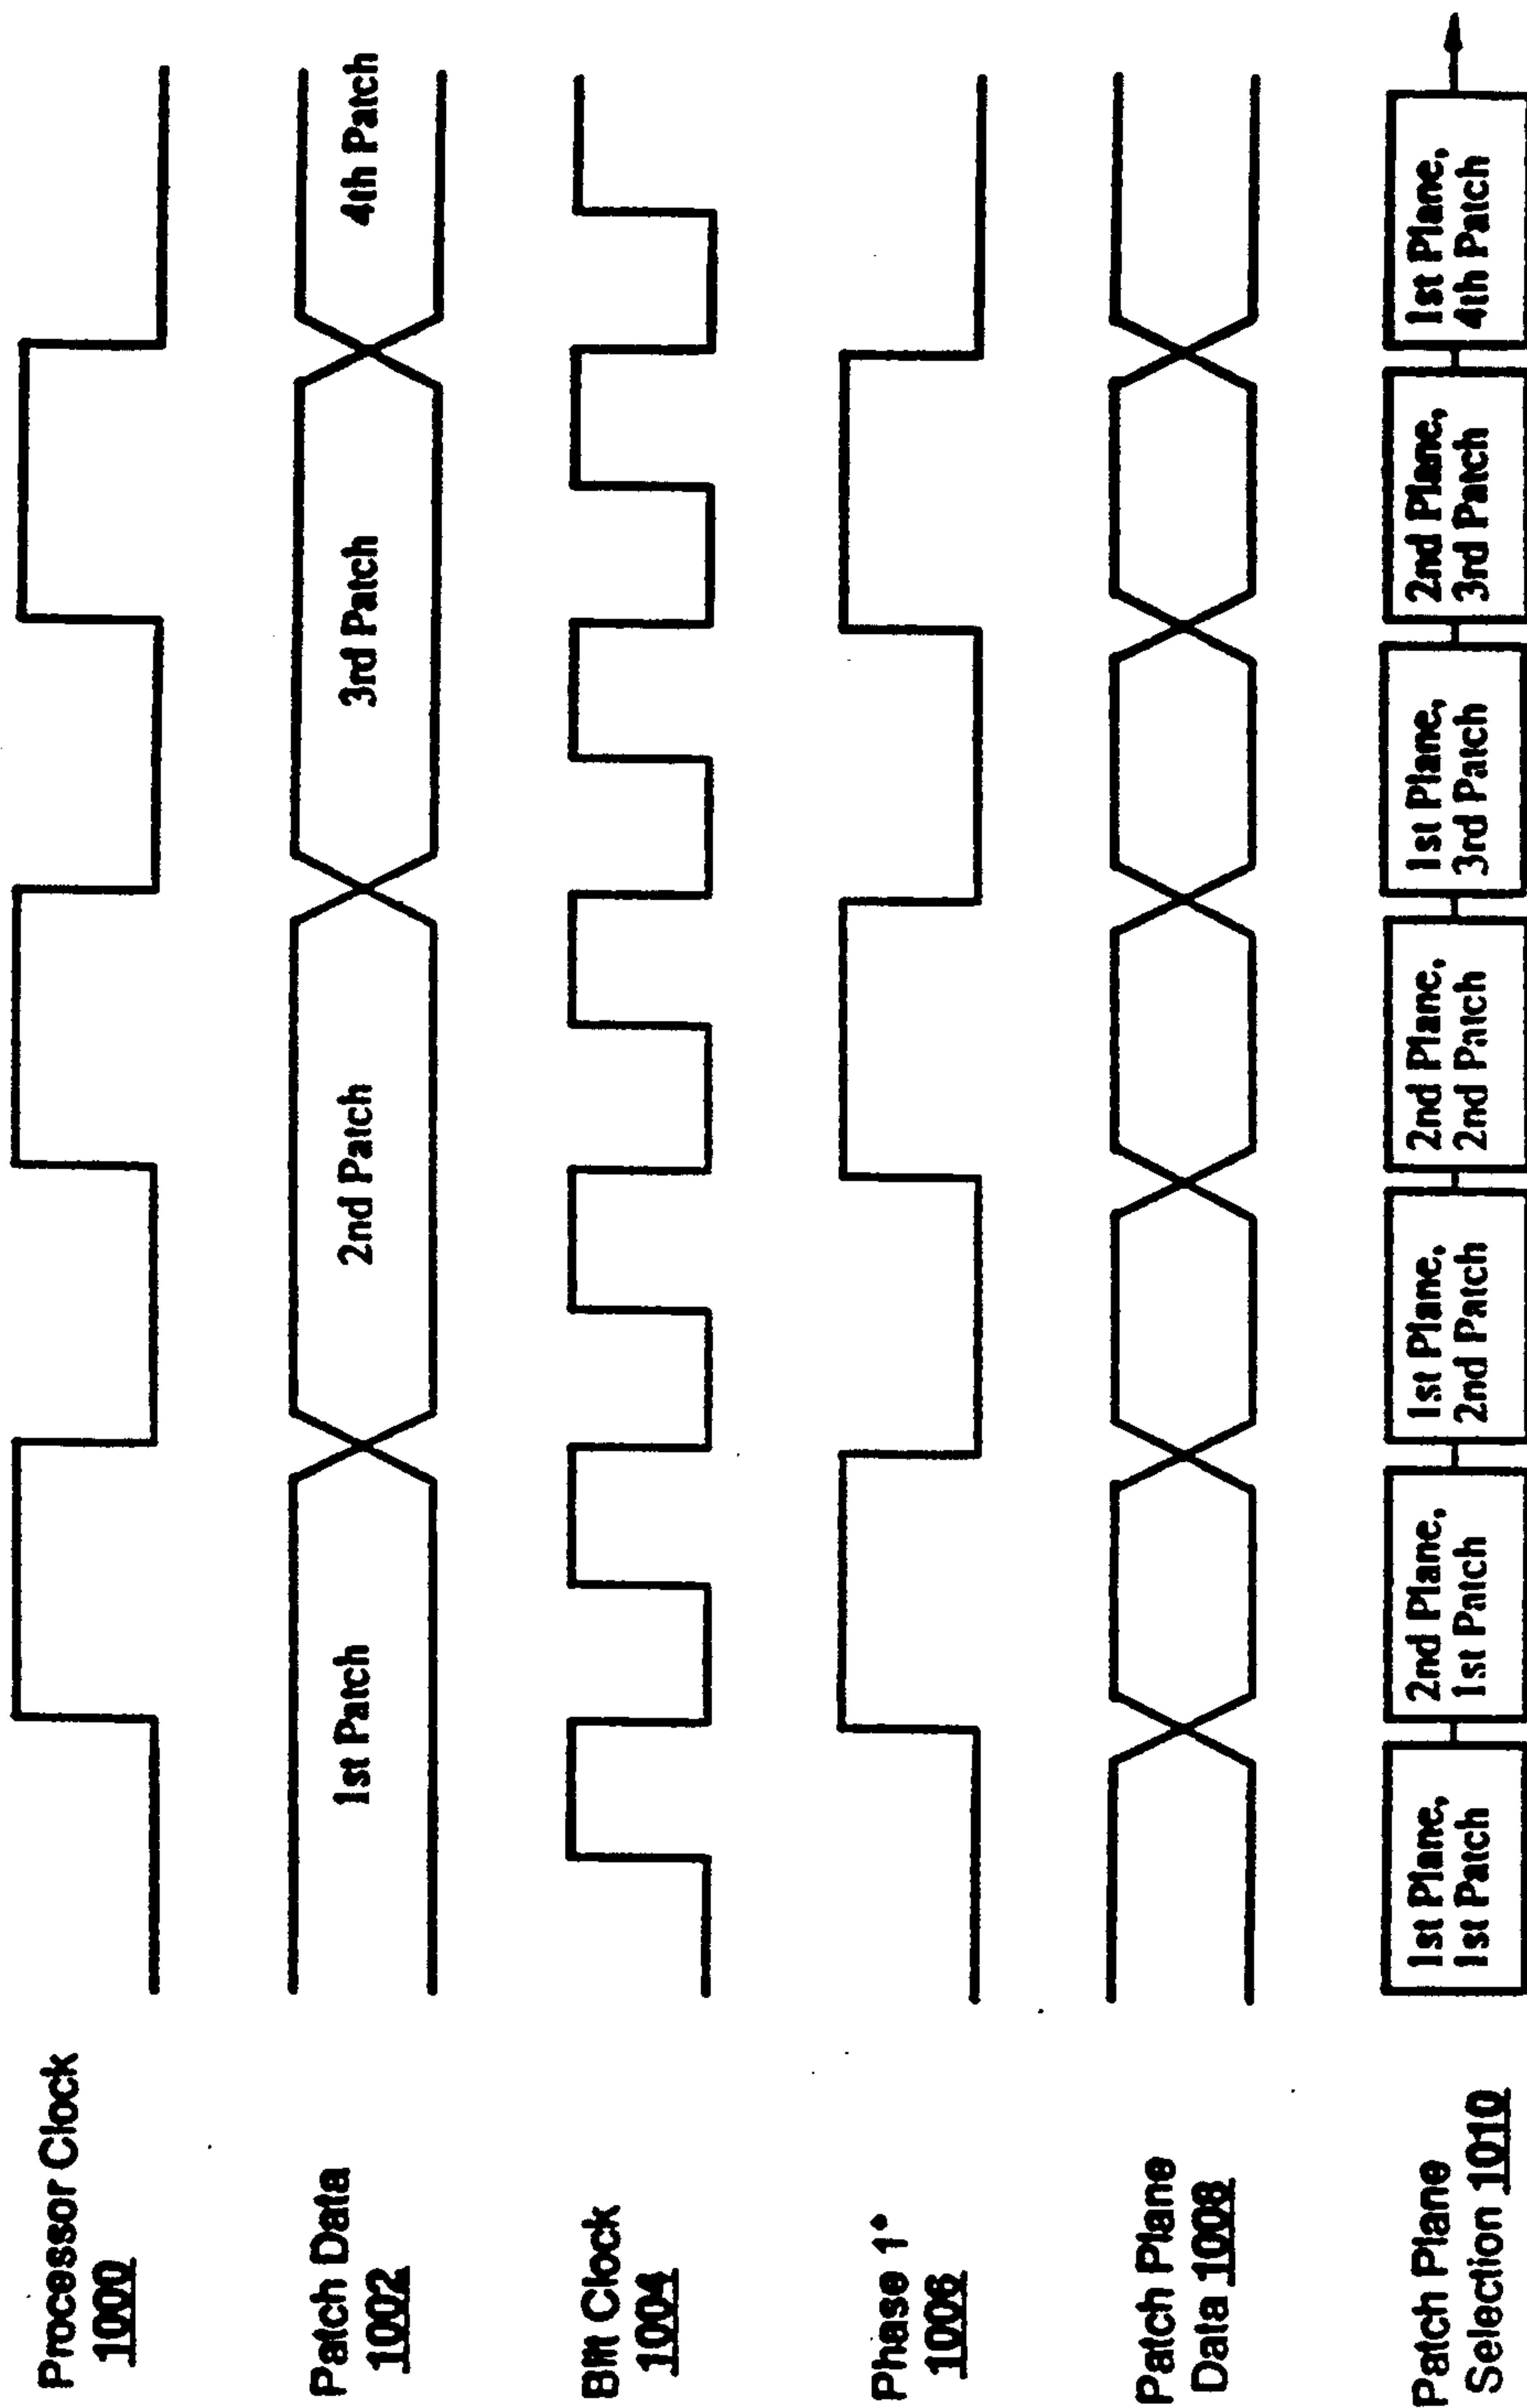 Processor Clock
1000
Patch Data
1002
1st Patch
2nd Patch
3rd Patch
4th Patch
Blit Clock
1004
Phase 1*
1006
Patch Plane
Data 1008
Patch Plane
Selection 1010
1st Plane,
1st Patch
2nd Plane,
1st Patch
1st Plane,
2nd Patch
2nd Plane,
2nd Patch
1st Plane,
3rd Patch
2nd Plane,
3rd Patch
1st Plane,
4th Patch